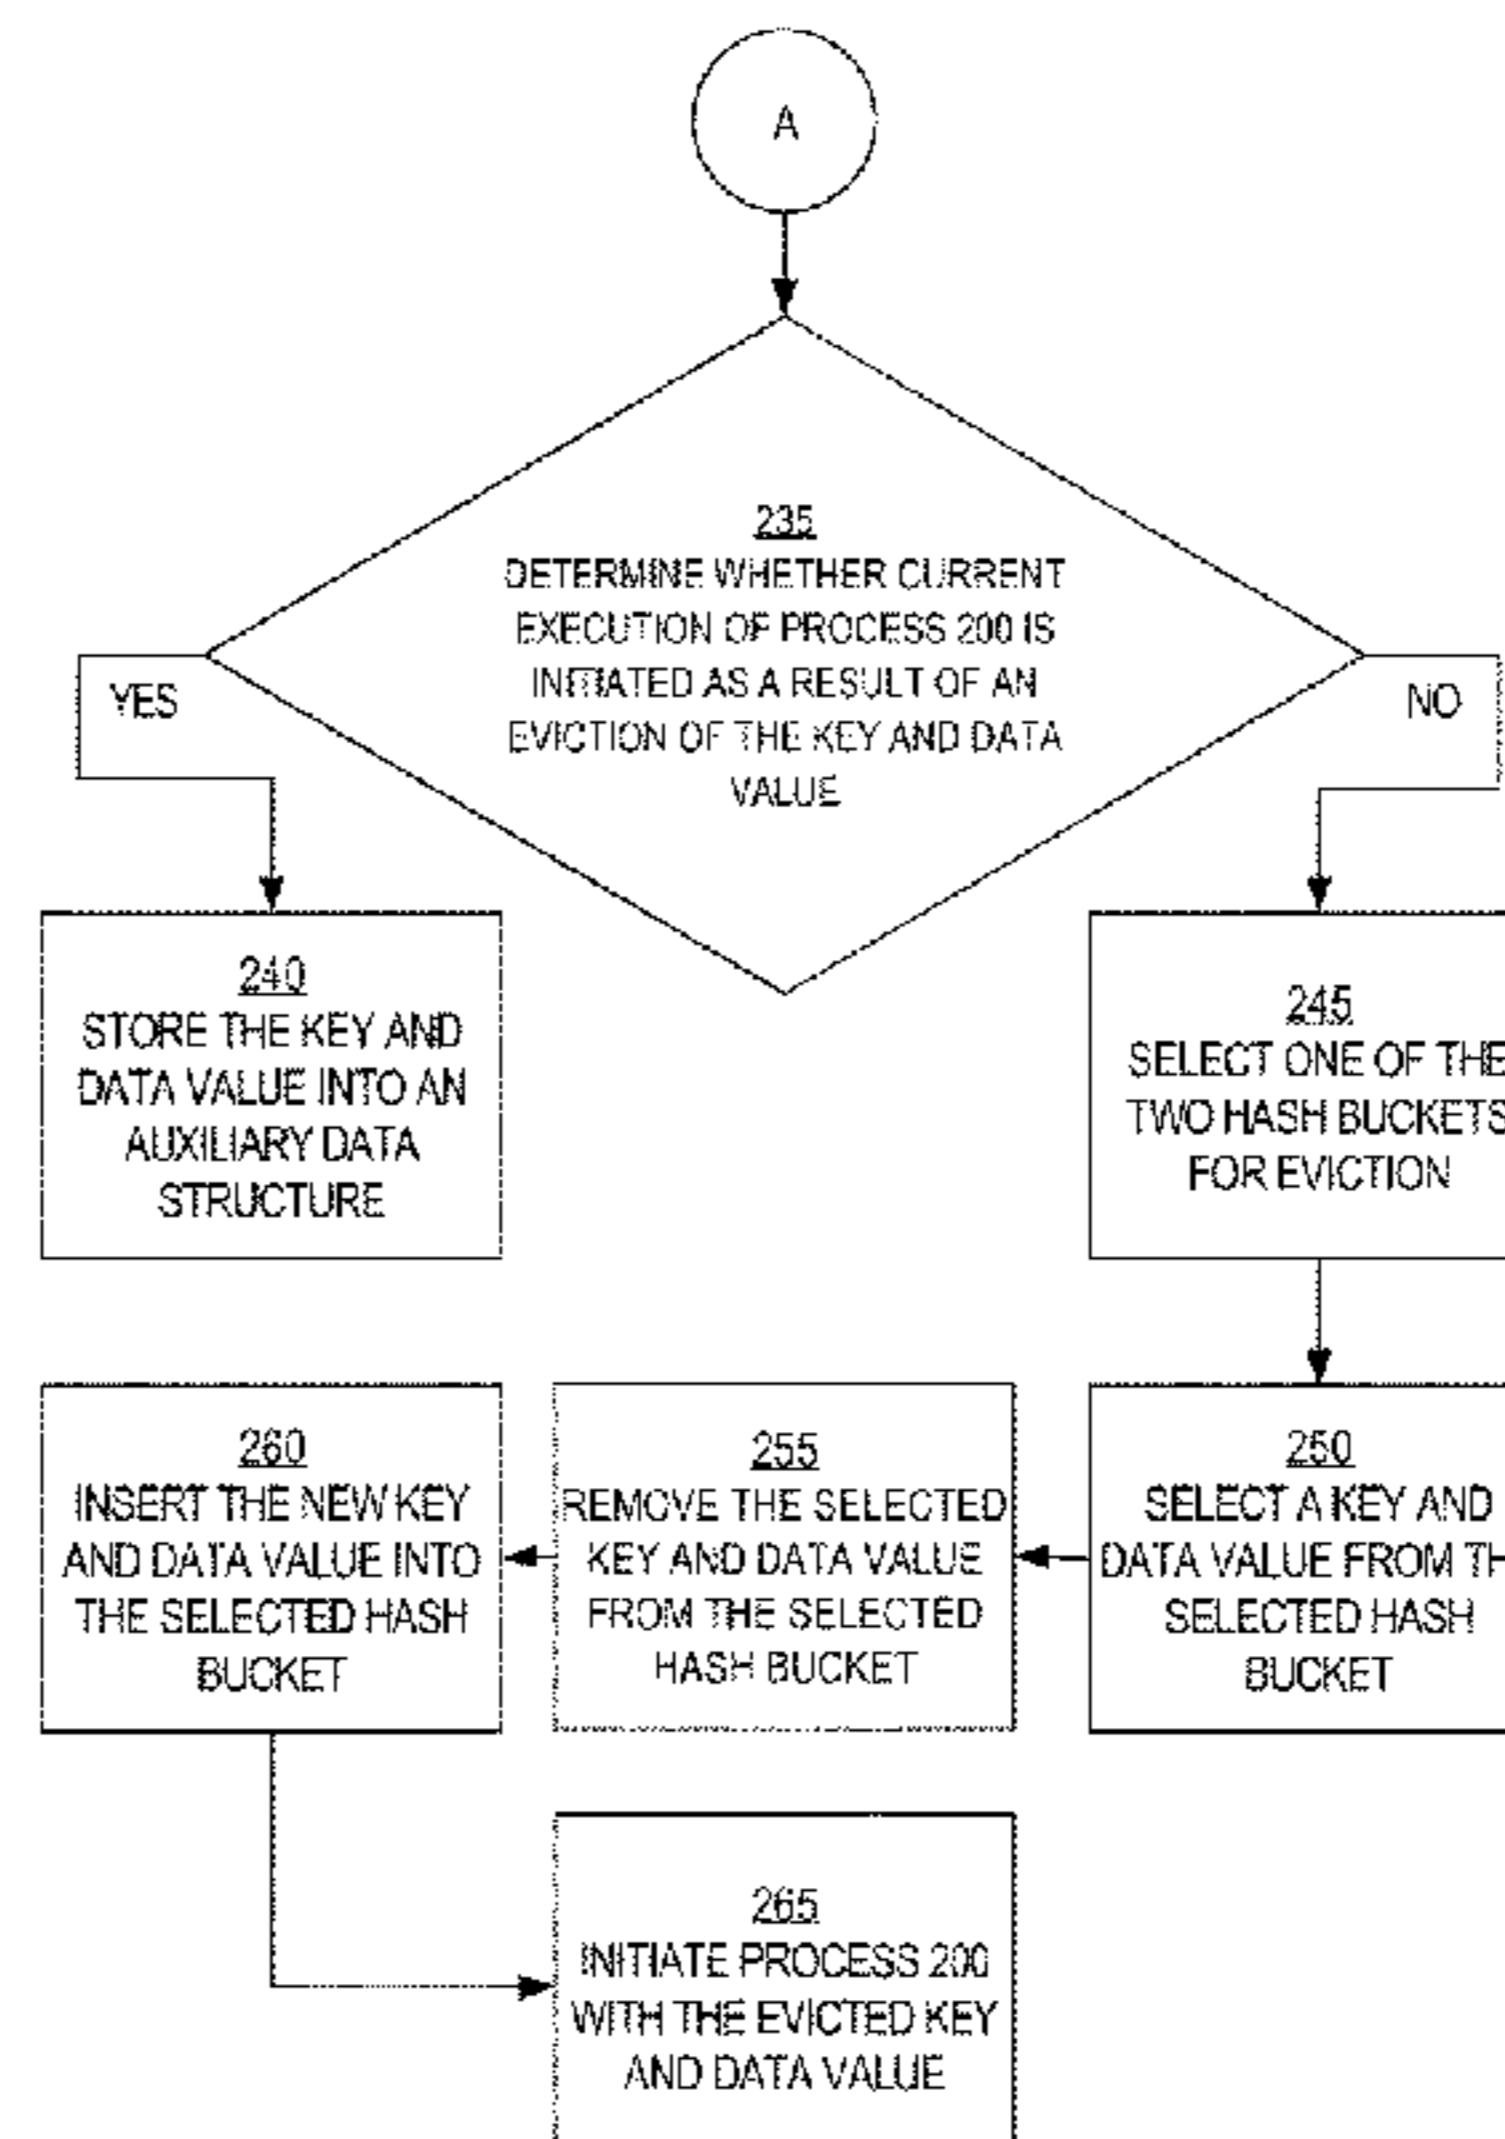 A
235
DETERMINE WHETHER CURRENT
EXECUTION OF PROCESS 200 IS
INITIATED AS A RESULT OF AN
EVICTION OF THE KEY AND DATA
VALUE
YES
NO
240
STORE THE KEY AND
DATA VALUE INTO AN
AUXILIARY DATA
STRUCTURE
245
SELECT ONE OF THE
TWO HASH BUCKETS
FOR EVICTION
260
INSERT THE NEW KEY
AND DATA VALUE INTO
THE SELECTED HASH
BUCKET
255
REMOVE THE SELECTED
KEY AND DATA VALUE
FROM THE SELECTED
HASH BUCKET
250
SELECT A KEY AND
DATA VALUE FROM TH
SELECTED HASH
BUCKET
265
INITIATE PROCESS 200
WITH THE EVICTED KEY
AND DATA VALUE